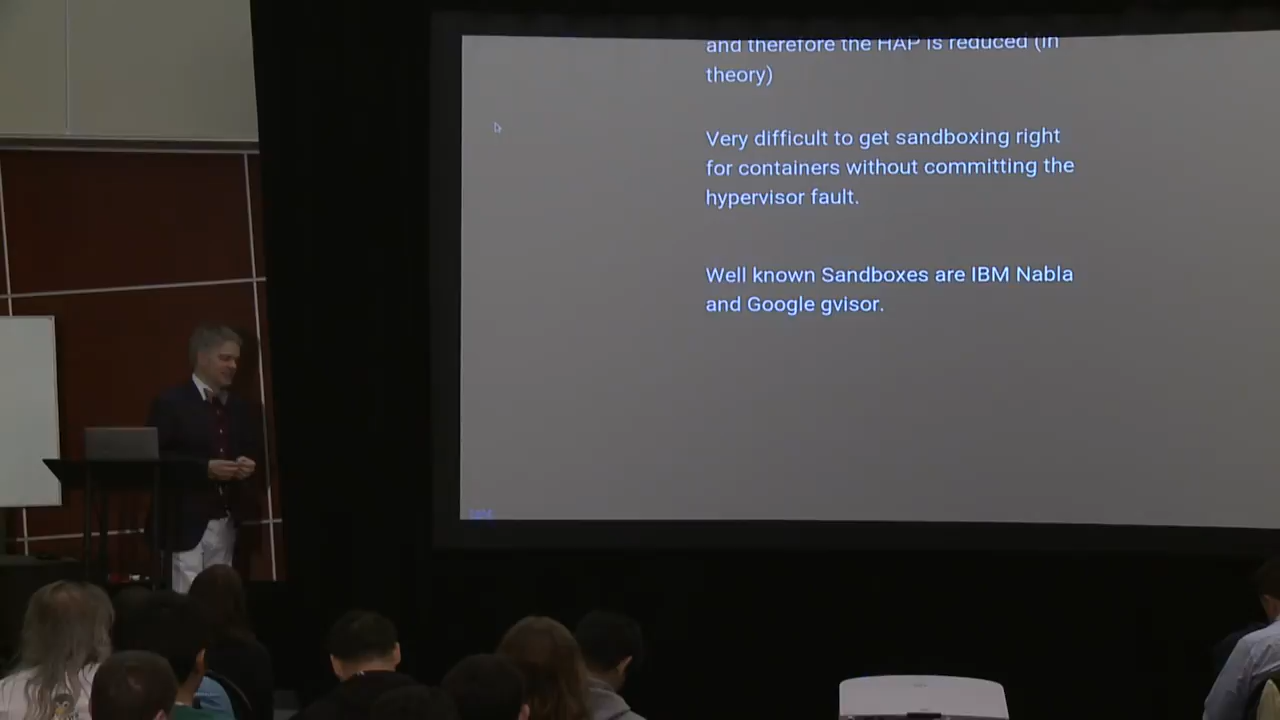 and therefore the HAP is reduced (in
theory)
Very difficult to get sandboxing right
for containers without committing the
hypervisor fault.
Well known Sandboxes are IBM Nabla
and Google gvisor.